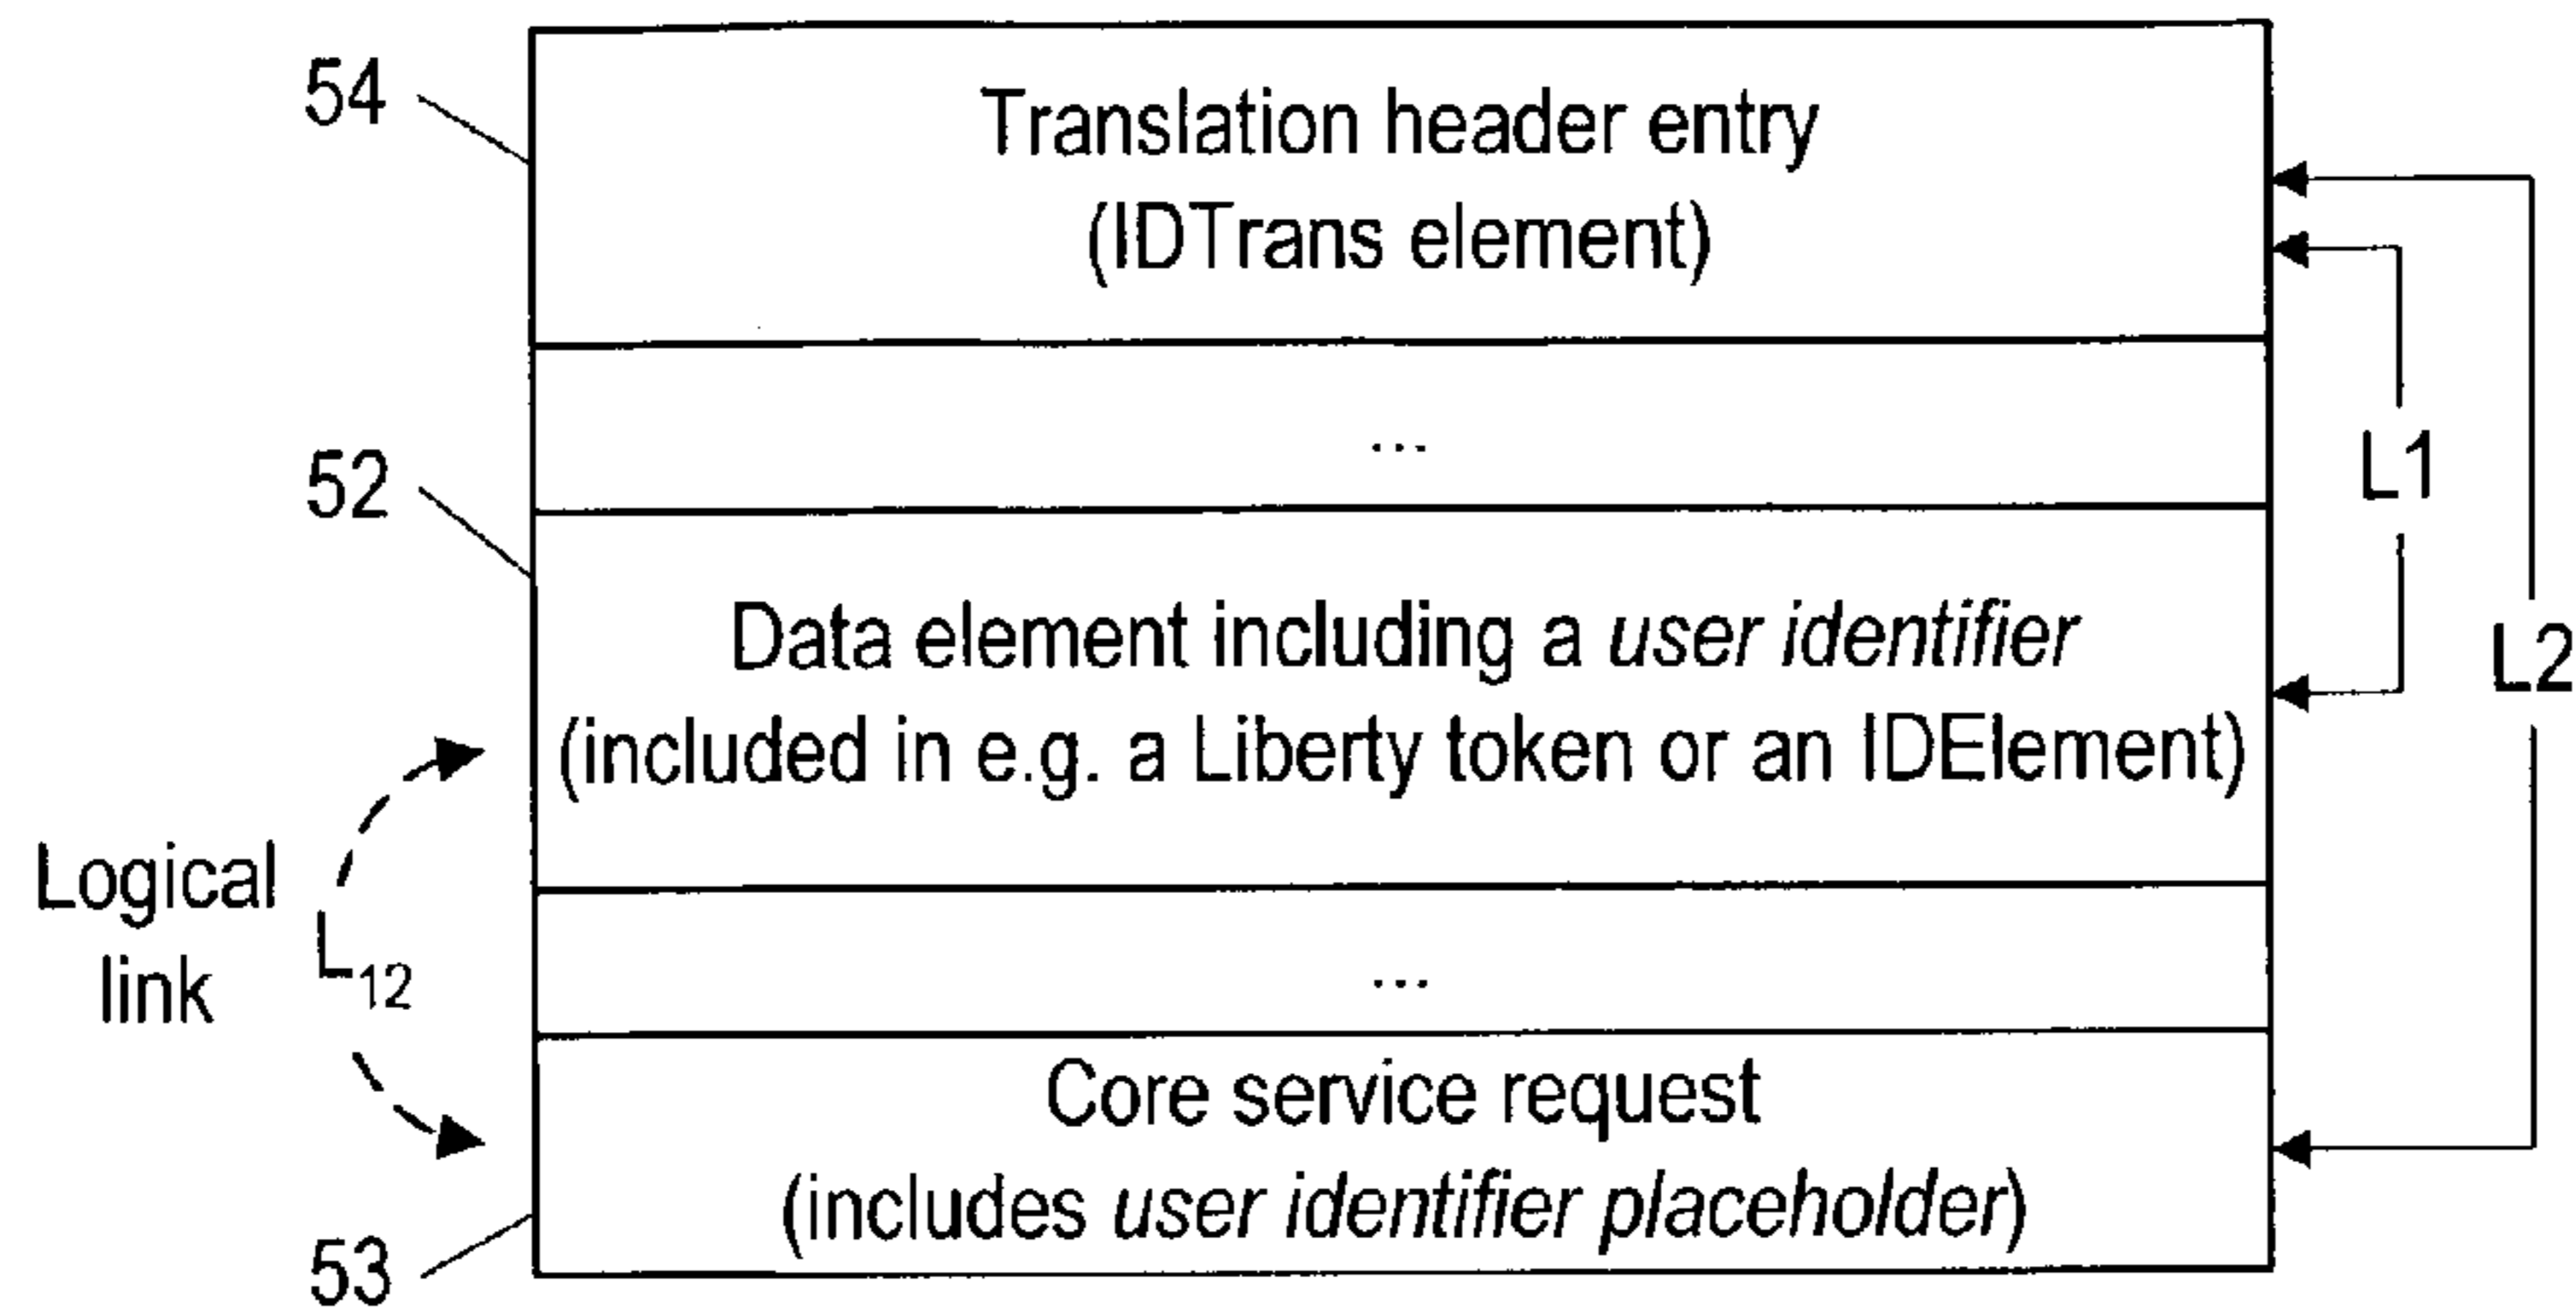 54
Translation header entry
(IDTrans element)
...
L1
52
L2
Data element including a user identifier
(included in e.g. a Liberty token or an IDElement)
Logical
link
L12
...
Core service request
(includes user identifier placeholder)
53